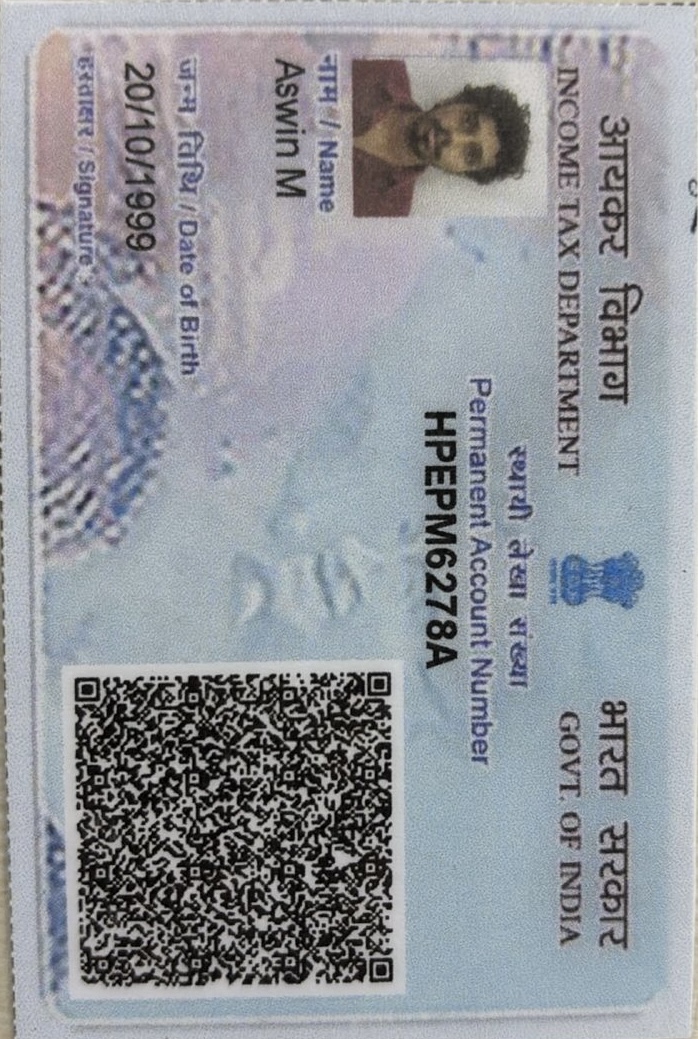 आयकर विभाग
INCOME TAX DEPARTMENT
भारत सरकार
GOVT. OF INDIA
स्थायी लेखा संख्या
Permanent Account Number
HPEPM6278A
नाम / Name
Aswin M
जन्म तिथि / Date of Birth
20/10/1999
हस्ताक्षर / Signature